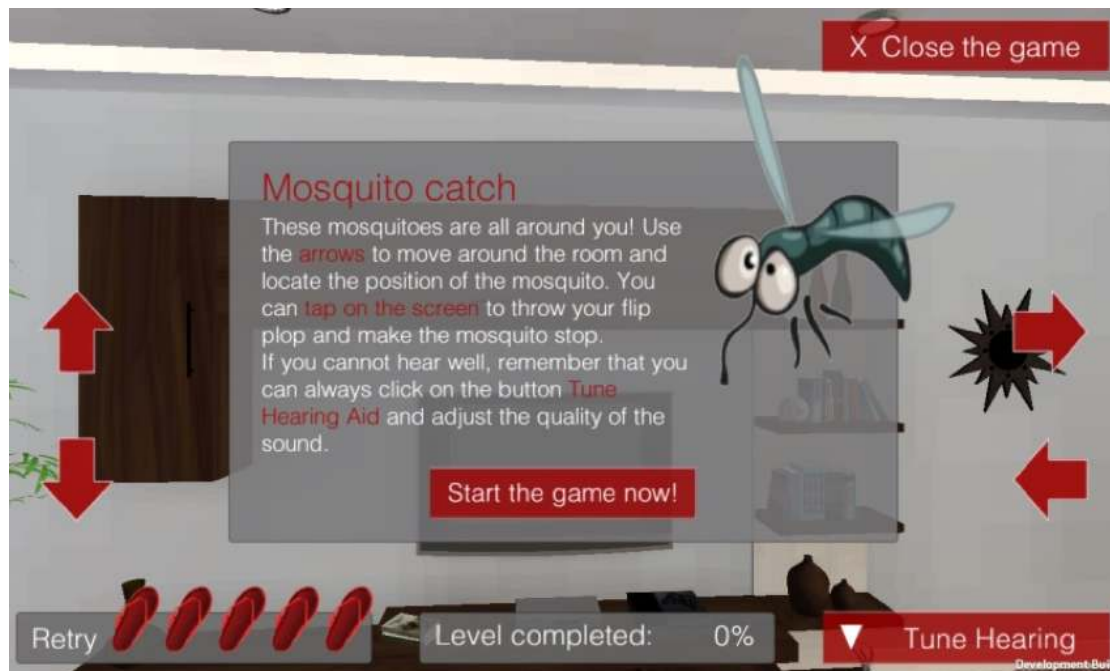 X Close the game
Mosquito catch
These mosquitoes are all around you! Use
the arrows to move around the room and
locate the position of the mosquito. You
can tap on the screen to throw your flip
plop and make the mosquito stop.
If you cannot hear well, remember that you
can always click on the button Tune
Hearing Aid and adjust the quality of the
sound.
Start the game now!
Retry
Level completed: 0%
Tune Hearing
Development